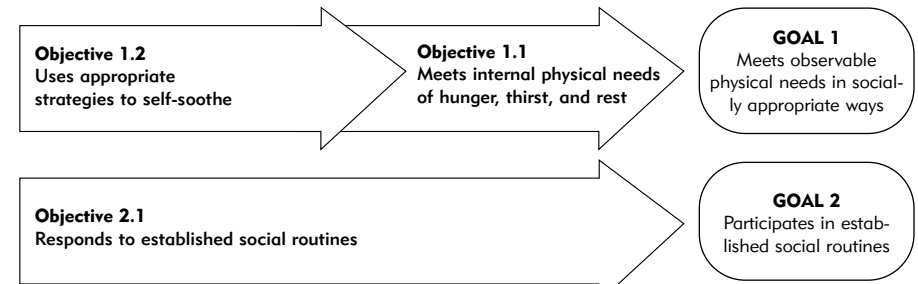 Objective 1.2
Uses appropriate
strategies to self-soothe
Objective 1.1
Meets internal physical needs
of hunger, thirst, and rest
GOAL 1
Meets observable
physical needs in social-
ly appropriate ways
Objective 2.1
Responds to established social routines
GOAL 2
Participates in estab-
lished social routines